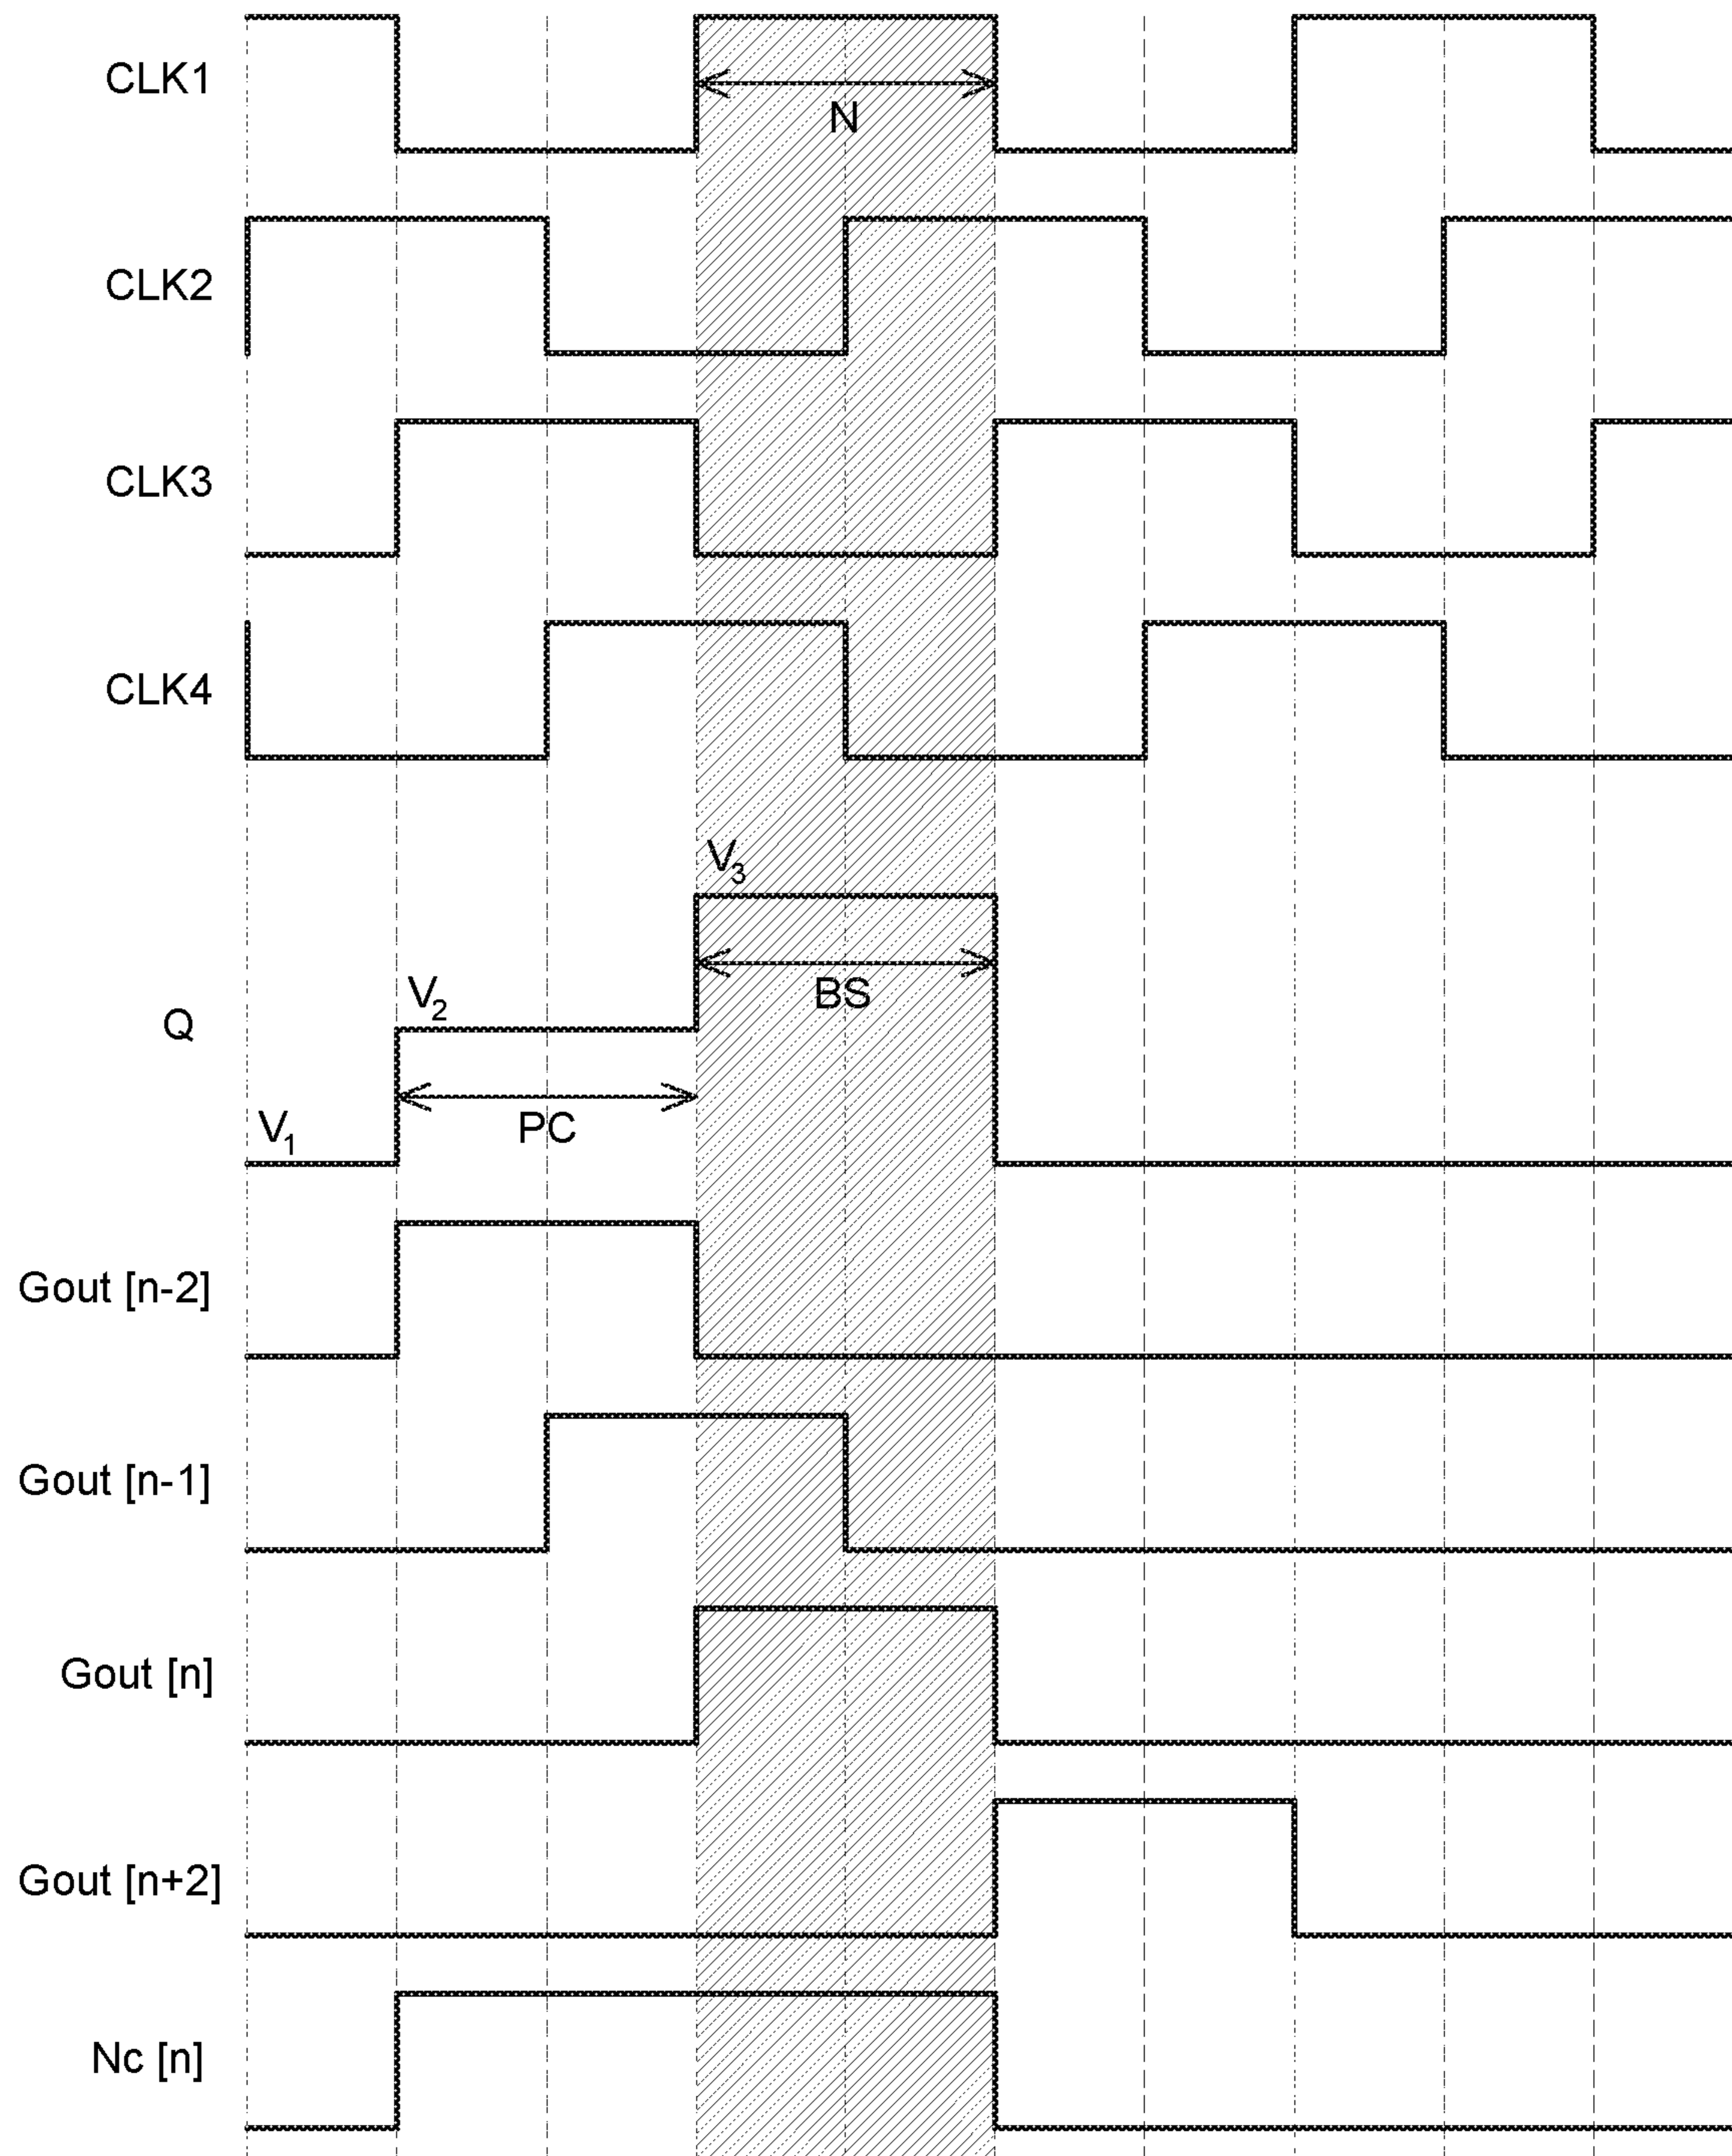 CLK1
N
CLK2
CLK3
CLK4
V3
BS
V2
Q
PC
V1
Gout [n-2]
Gout [n-1]
Gout [n]
Gout [n+2]
Nc [n]